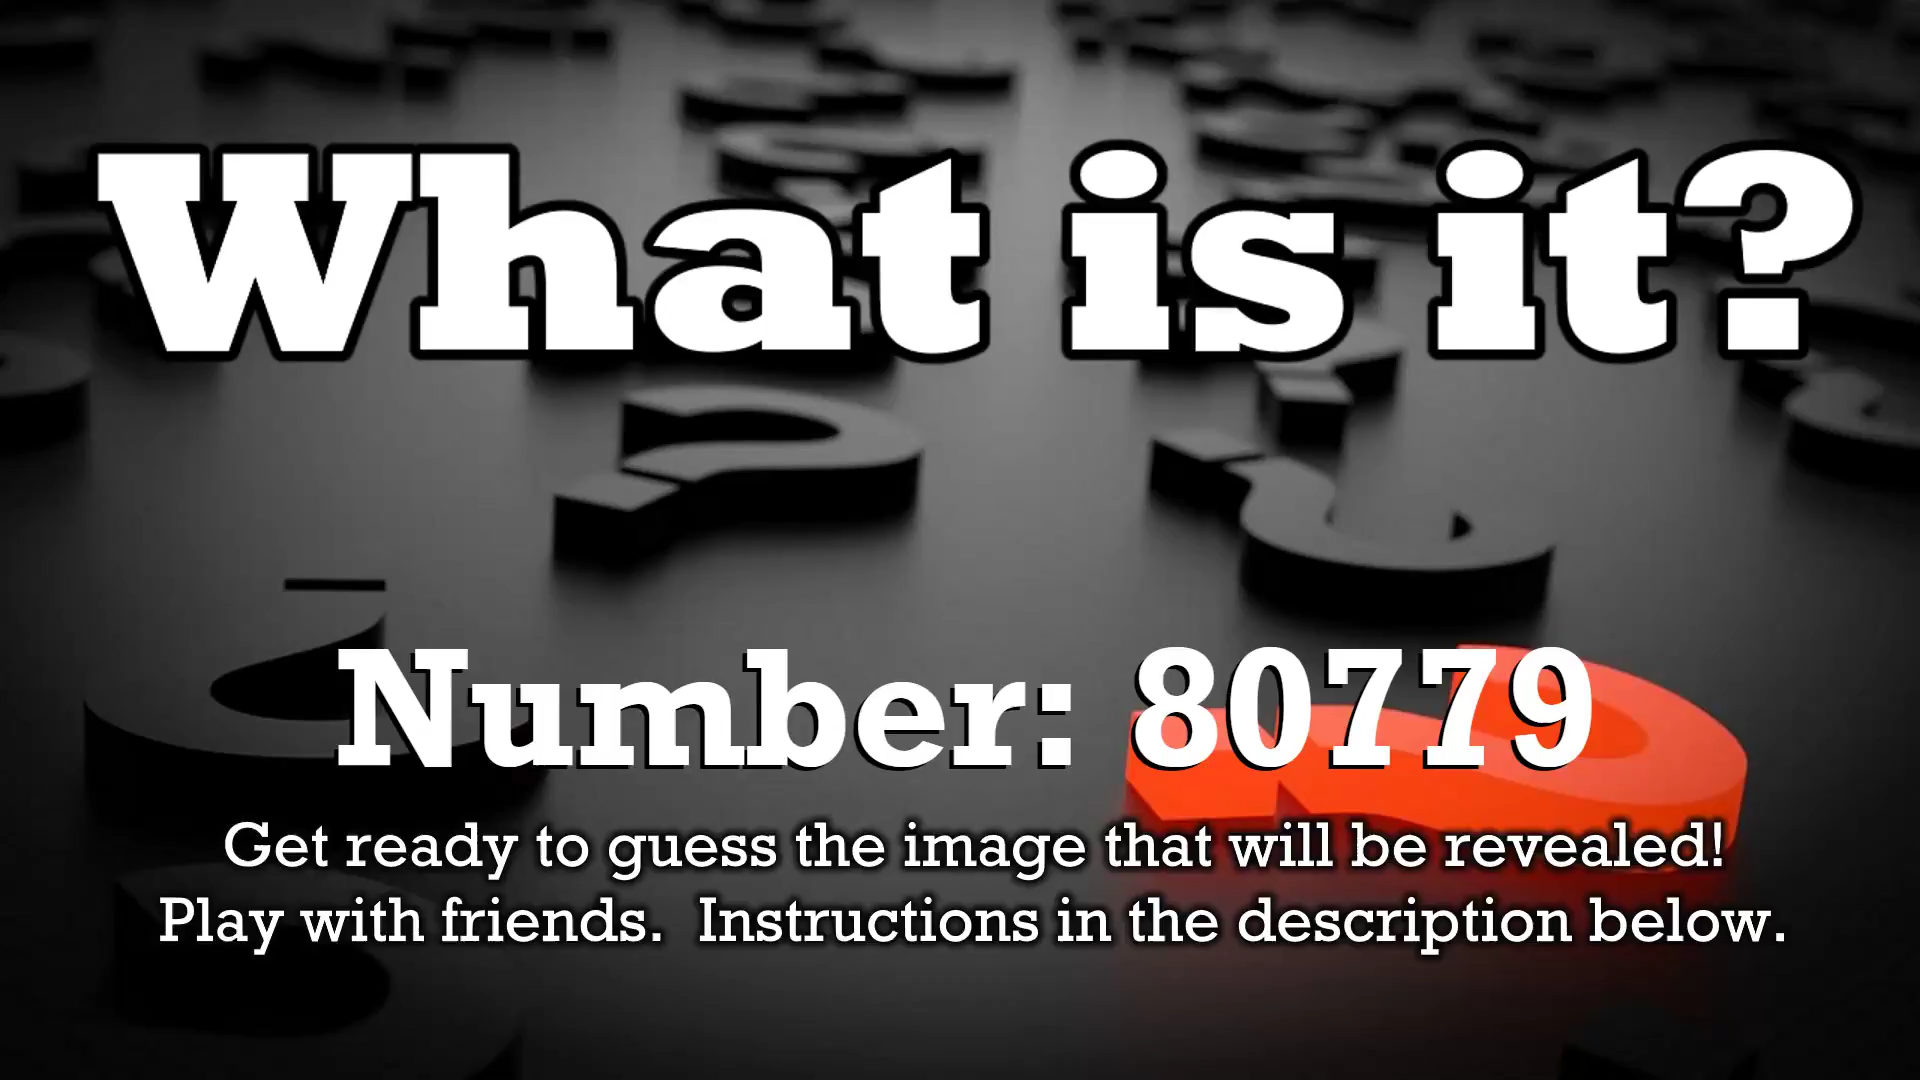 What is it?
Number: 80779
Get ready to guess the image that will be revealed!
Play with friends.  Instructions in the description below.